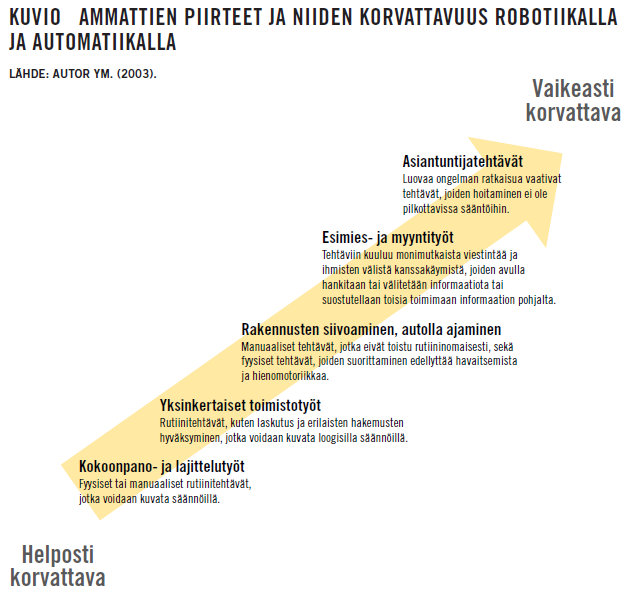 KUVIO AMMATTIEN PIIRTEET JA NIIDEN KORVATTAVUUS ROBOTIIKALLA
JA AUTOMATIIKALLA
LÄHDE: AUTOR YM. (2003).
Vaikeasti
korvattava
Asiantuntijatehtävät
Luovaa ongelman ratkaisua vaativat
tehtävät, joiden hoitaminen ei ole
pilkottavissa sääntöihin.
Esimies- ja myyntityöt
Tehtäviin kuuluu monimutkaista viestintää ja
ihmisten välistä kanssakäymistä, joiden avulla
hankitaan tai välitetään informaatiota tai
suostutellaan toisia toimimaan informaation pohjalta.
Rakennusten siivoaminen, autolla ajaminen
Manuaaliset tehtävät, jotka eivät toistu rutiininomaisesti, sekä
fyysiset tehtävät, joiden suorittaminen edellyttää havaitsemista
ja hienomotoriikkaa.
Yksinkertaiset toimistotyöt
Rutiinitehtävät, kuten laskutus ja erilaisten hakemusten
hyväksyminen, jotka voidaan kuvata loogisilla säännöillä.
Kokoonpano- ja lajittelutyöt
Fyysiset tai manuaaliset rutiinitehtävät,
jotka voidaan kuvata säännöillä.
Helposti
korvattava